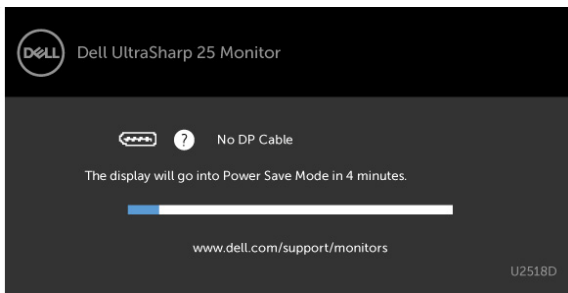 DELL
Dell UltraSharp 25 Monitor
? No DP Cable
The display will go into Power Save Mode in 4 minutes.
www.dell.com/support/monitors
U2518D